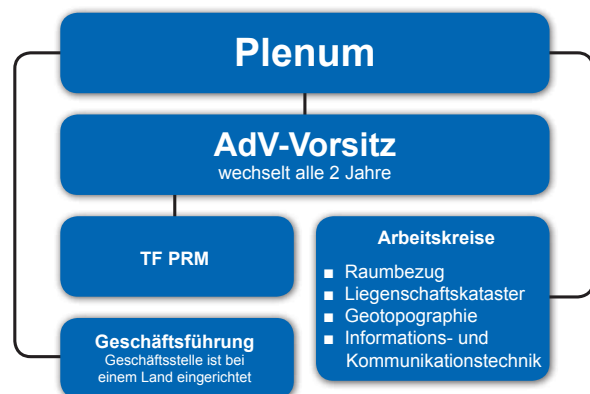 Plenum
AdV-Vorsitz
wechselt alle 2 Jahre
TF PRM
Arbeitskreise
■ Raumbezug
■ Liegenschaftskataster
■ Geotopographie
■ Informations- und
Kommunikationstechnik
Geschäftsführung
Geschäftsstelle ist bei
einem Land eingerichtet